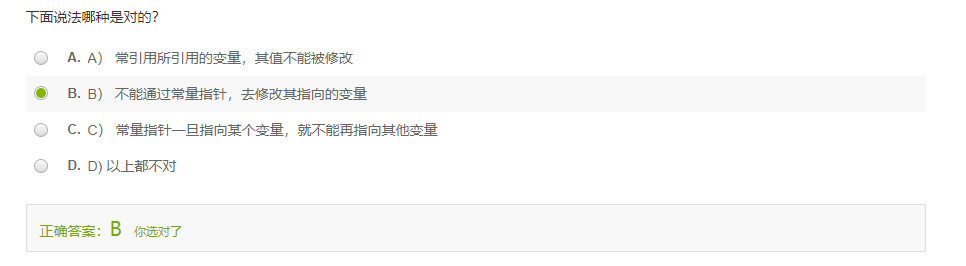 下面说法哪种是对的?
A. A) 常引用所引用的变量，其值不能被修改
B. B) 不能通过常量指针，去修改其指向的变量
C. C) 常量指针一旦指向某个变量，就不能再指向其他变量
D. D) 以上都不对
正确答案：B 你选对了